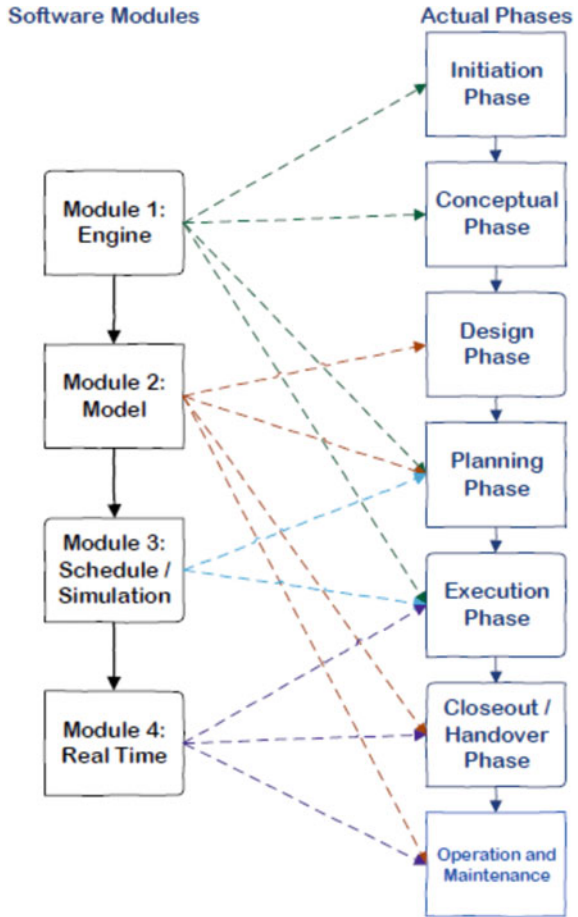 Software Modules
Actual Phases
Module 1:
Engine
Module 2:
Model
Module 3:
Schedule /
Simulation
Module 4:
Real Time
Initiation
Phase
Conceptual
Phase
Design
Phase
Planning
Phase
Execution
Phase
Closeout /
Handover
Phase
Operation and
Maintenance